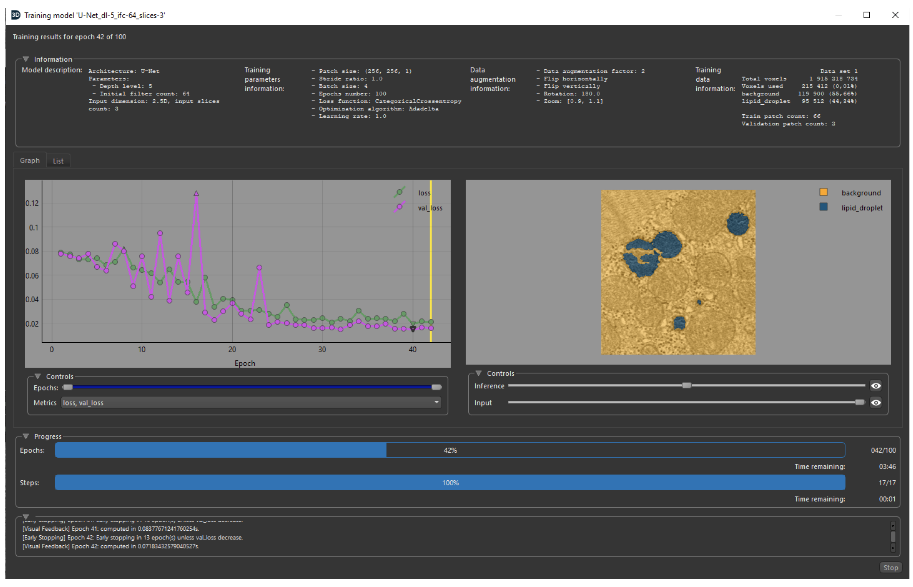 Training model 'U-Net_dl-5_ifc-64_slices-3'
Training results for epoch 42 of 100
Information
Model description:
Architecture: U-Net
Parameters:
- Depth level: 5
- Initial filter count: 64
Input dimension: 2.5D, input slices
count: 3
Training
parameters
information:
- Patch size: (256, 256, 1)
- Stride ratio: 1.0
- Batch size: 4
- Epochs number: 100
- Loss function: CategoricalCrossentropy
- Optimisation algorithm: Adadelta
- Learning rate: 1.0
Data
augmentation
information:
- Data augmentation factor: 2
- Flip horizontally
- Flip vertically
- Rotation: 180.0
- Zoom: [0.9, 1.1]
Training
data
information:
Data set 1
Total voxels 1 918 218 734
Voxels used 215 412 (0,01%)
background 119 900 (55,66%)
lipid_droplet 95 512 (44,34%)
Train patch count: 66
Validation patch count: 3
Graph
List
loss
val_loss
0.12
0.1
0.08
0.06
0.04
0.02
0
10
20
30
40
Epoch
background
lipid_droplet
Controls
Epochs:
Metrics loss, val_loss
Controls
Inference
Input
Progress
Epochs: 42% 042/100
Time remaining: 03:46
Steps: 100% 17/17
Time remaining: 00:01
[Visual Feedback] Epoch 41: computed in 0.08377671241760254s.
[Early Stopping] Epoch 42: Early stopping in 13 epoch(s) unless val_loss decrease.
[Visual Feedback] Epoch 42: computed in 0.07183432579040527s.
Stop